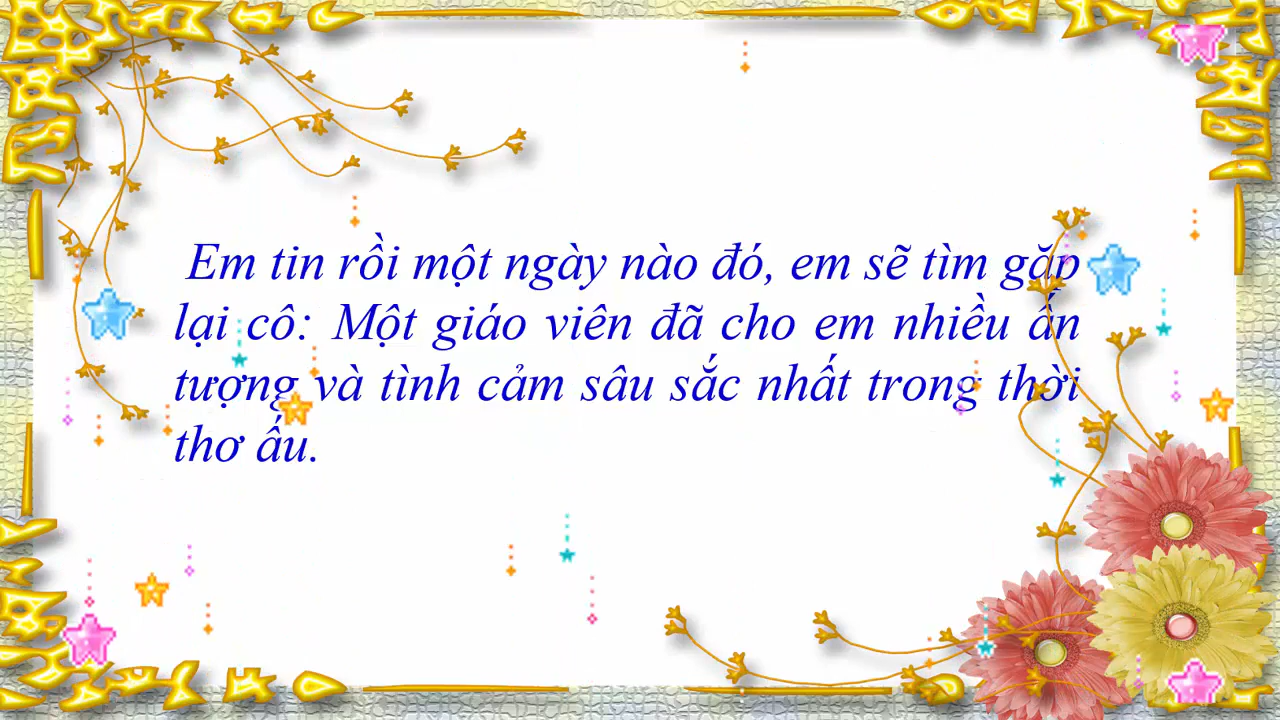 Em tin rồi một ngày nào đó, em sẽ tìm gặp
lại cô: Một giáo viên đã cho em nhiều ấn
tượng và tình cảm sâu sắc nhất trong thời
thơ ấu.